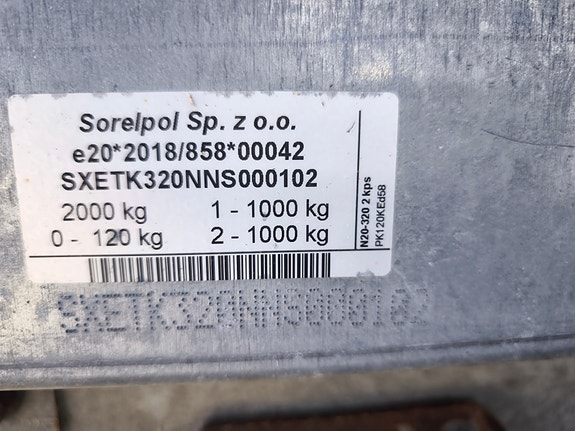 Sorelpol Sp. z o.o.
e20*2018/858*00042
SXETK320NNS000102
2000 kg 1 - 1000 kg
0 - 120 kg 2 - 1000 kg
N20-320 2 kps
PK120KEd58
SXETK320NNS000102